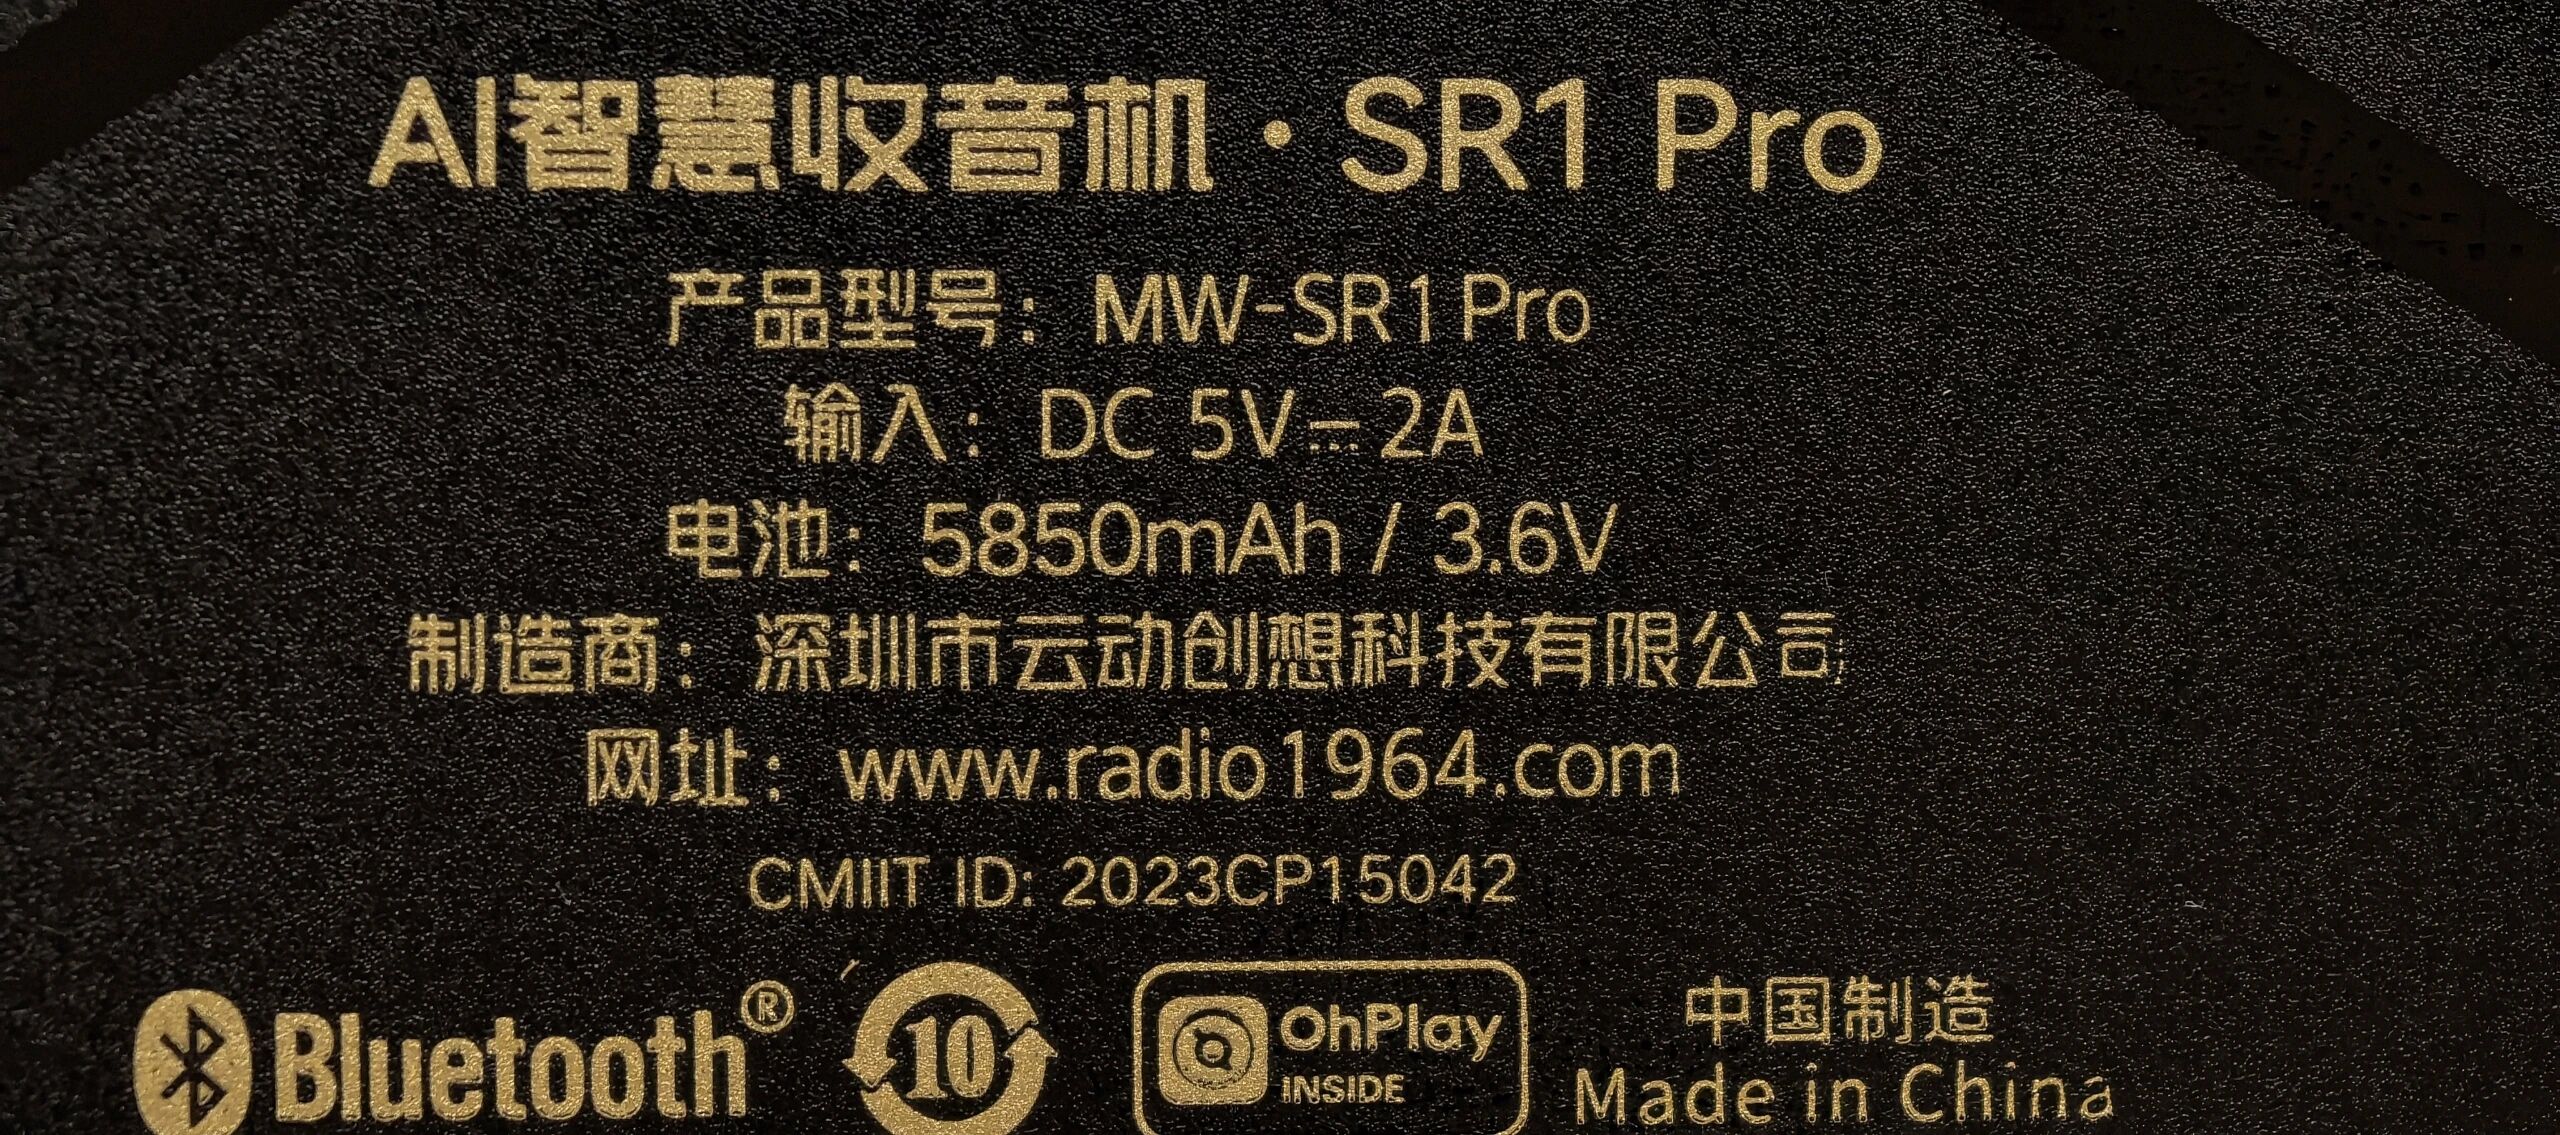 AI智慧收音机·SR1 Pro
产品型号：MW-SR1 Pro
输入：DC 5V⎓2A
电池：5850mAh / 3.6V
制造商：深圳市云动创想科技有限公司
网址：www.radio1964.com
CMIIT ID: 2023CP15042
Bluetooth®
10
OhPlay
INSIDE
中国制造
Made in China